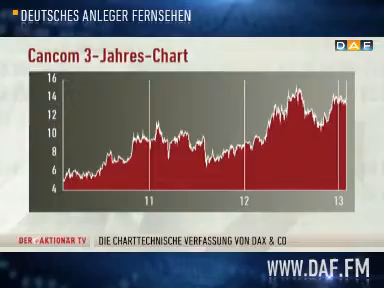 DEUTSCHES ANLEGER FERNSEHEN
DAF
Cancom 3-Jahres-Chart
16
14
12
10
8
6
4
11
12
13
DER AKTIONÄR TV
DIE CHARTTECHNISCHE VERFASSUNG VON DAX & CO
WWW.DAF.FM